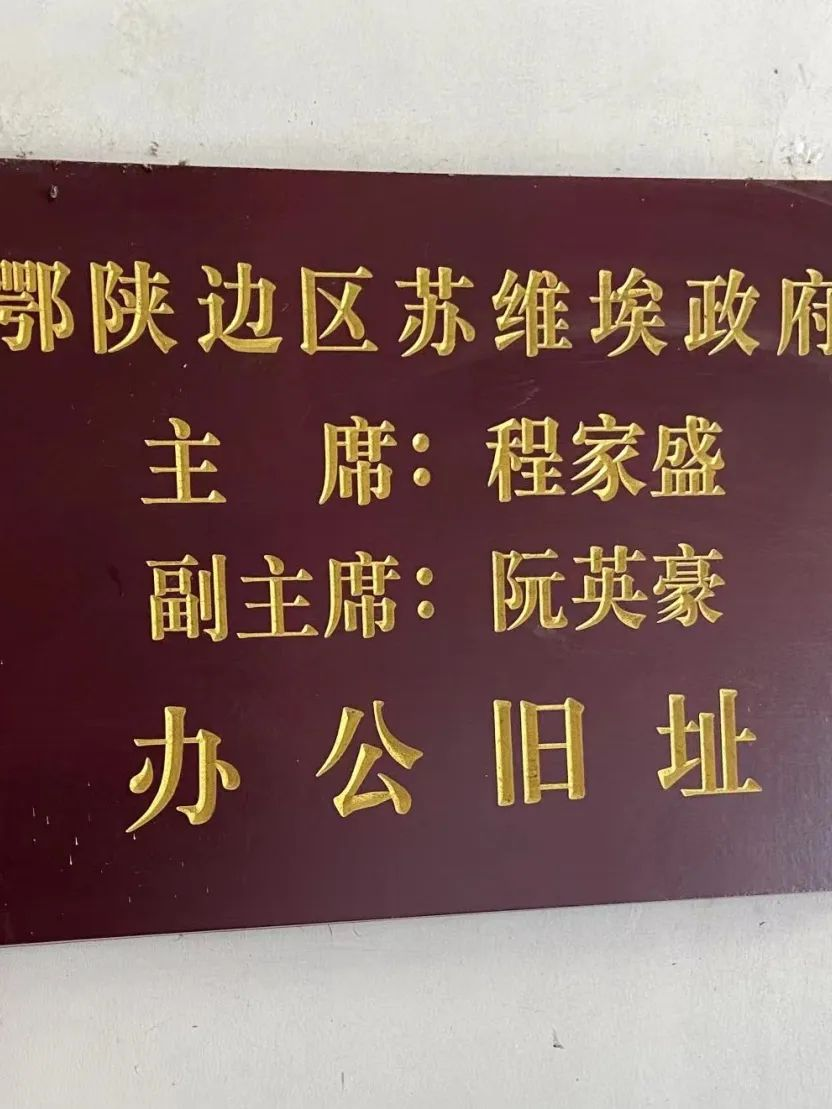 鄂陕边区苏维埃政府
主 席：程家盛
副主席：阮英豪
办公旧址